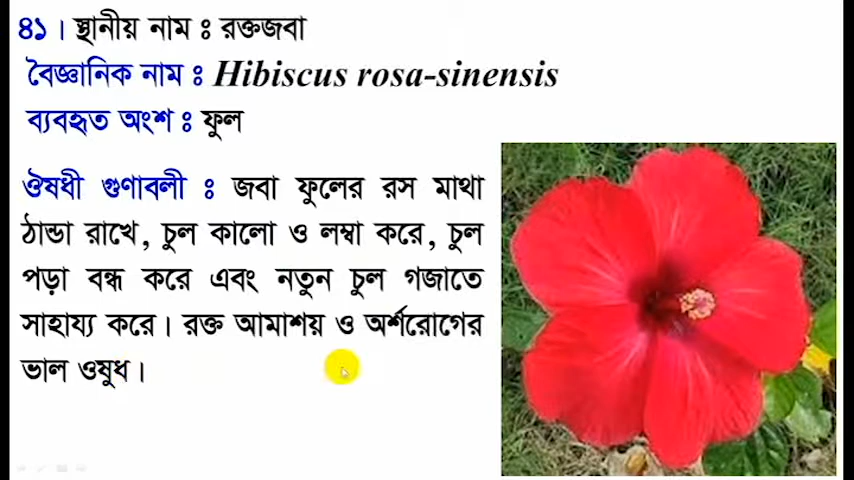 ৪১। স্থানীয় নাম ঃ রক্তজবা
বৈজ্ঞানিক নাম ঃ Hibiscus rosa-sinensis
ব্যবহৃত অংশ ঃ ফুল
ঔষধী গুণাবলী ঃ জবা ফুলের রস মাথা
ঠান্ডা রাখে, চুল কালো ও লম্বা করে, চুল
পড়া বন্ধ করে এবং নতুন চুল গজাতে
সাহায্য করে। রক্ত আমাশয় ও অর্শরোগের
ভাল ওষুধ।